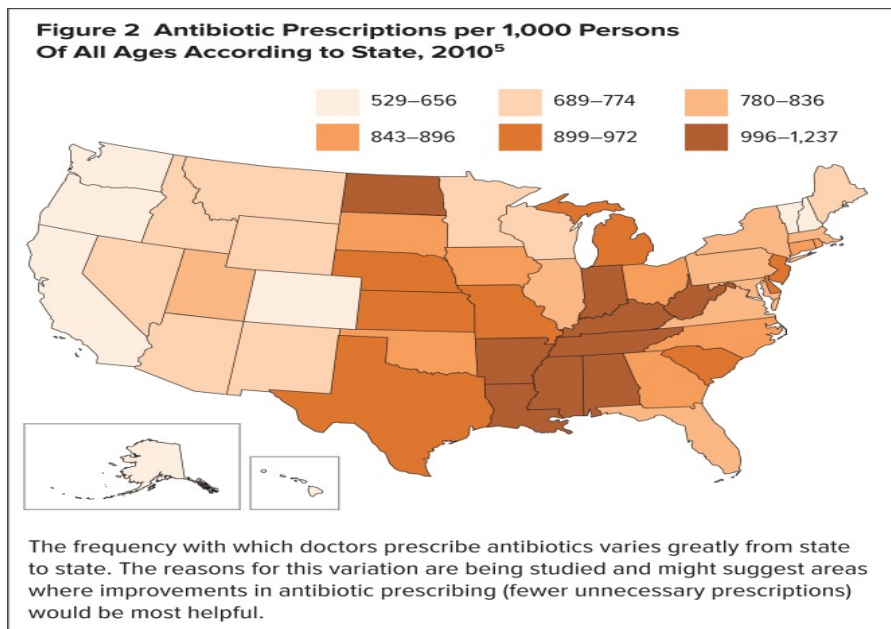 Figure 2 Antibiotic Prescriptions per 1,000 Persons
Of All Ages According to State, 2010⁵
529–656
689–774
780–836
843–896
899–972
996–1,237
The frequency with which doctors prescribe antibiotics varies greatly from state
to state. The reasons for this variation are being studied and might suggest areas
where improvements in antibiotic prescribing (fewer unnecessary prescriptions)
would be most helpful.